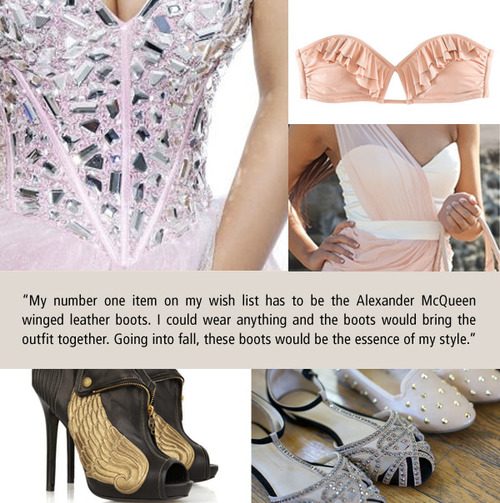 “My number one item on my wish list has to be the Alexander McQueen
winged leather boots. I could wear anything and the boots would bring the
outfit together. Going into fall, these boots would be the essence of my style.”